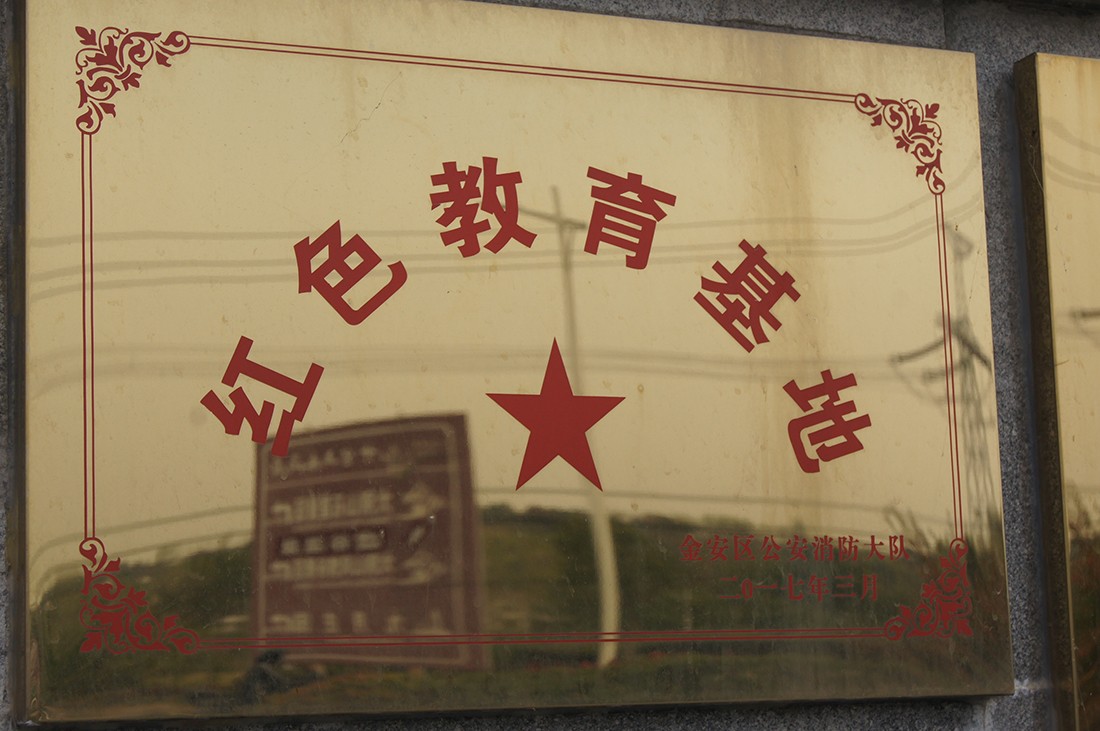 红色教育基地
金安区公安消防大队
二0一七年三月